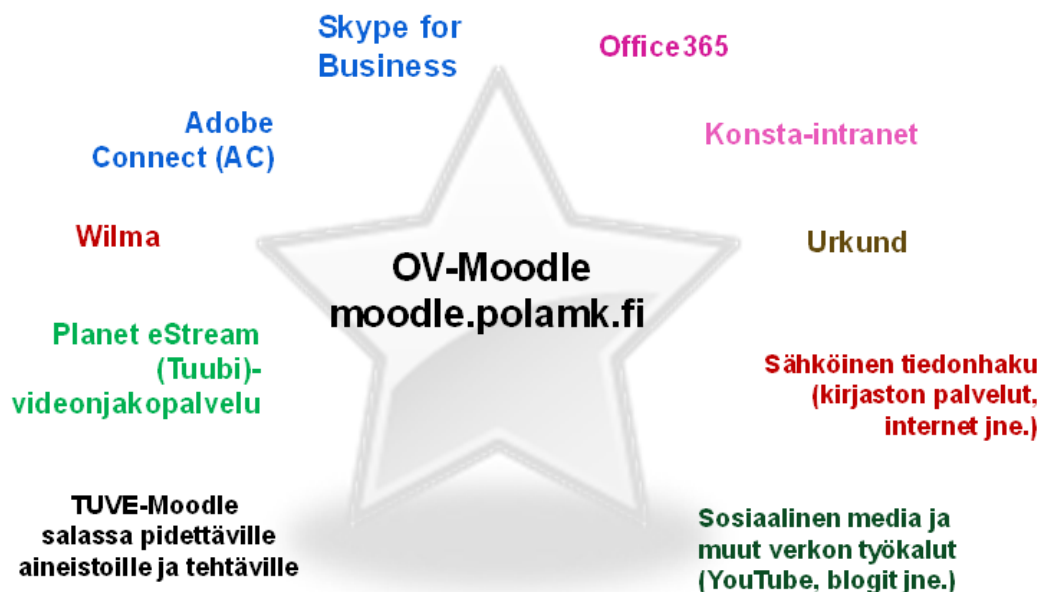 Skype for
Business
Office365
Adobe
Connect (AC)
Konsta-intranet
Wilma
Urkund
OV-Moodle
moodle.polamk.fi
Planet eStream
(Tuubi)-
videonjakopalvelu
Sähköinen tiedonhaku
(kirjaston palvelut,
internet jne.)
TUVE-Moodle
salassa pidettäville
aineistoille ja tehtäville
Sosiaalinen media ja
muut verkon työkalut
(YouTube, blogit jne.)